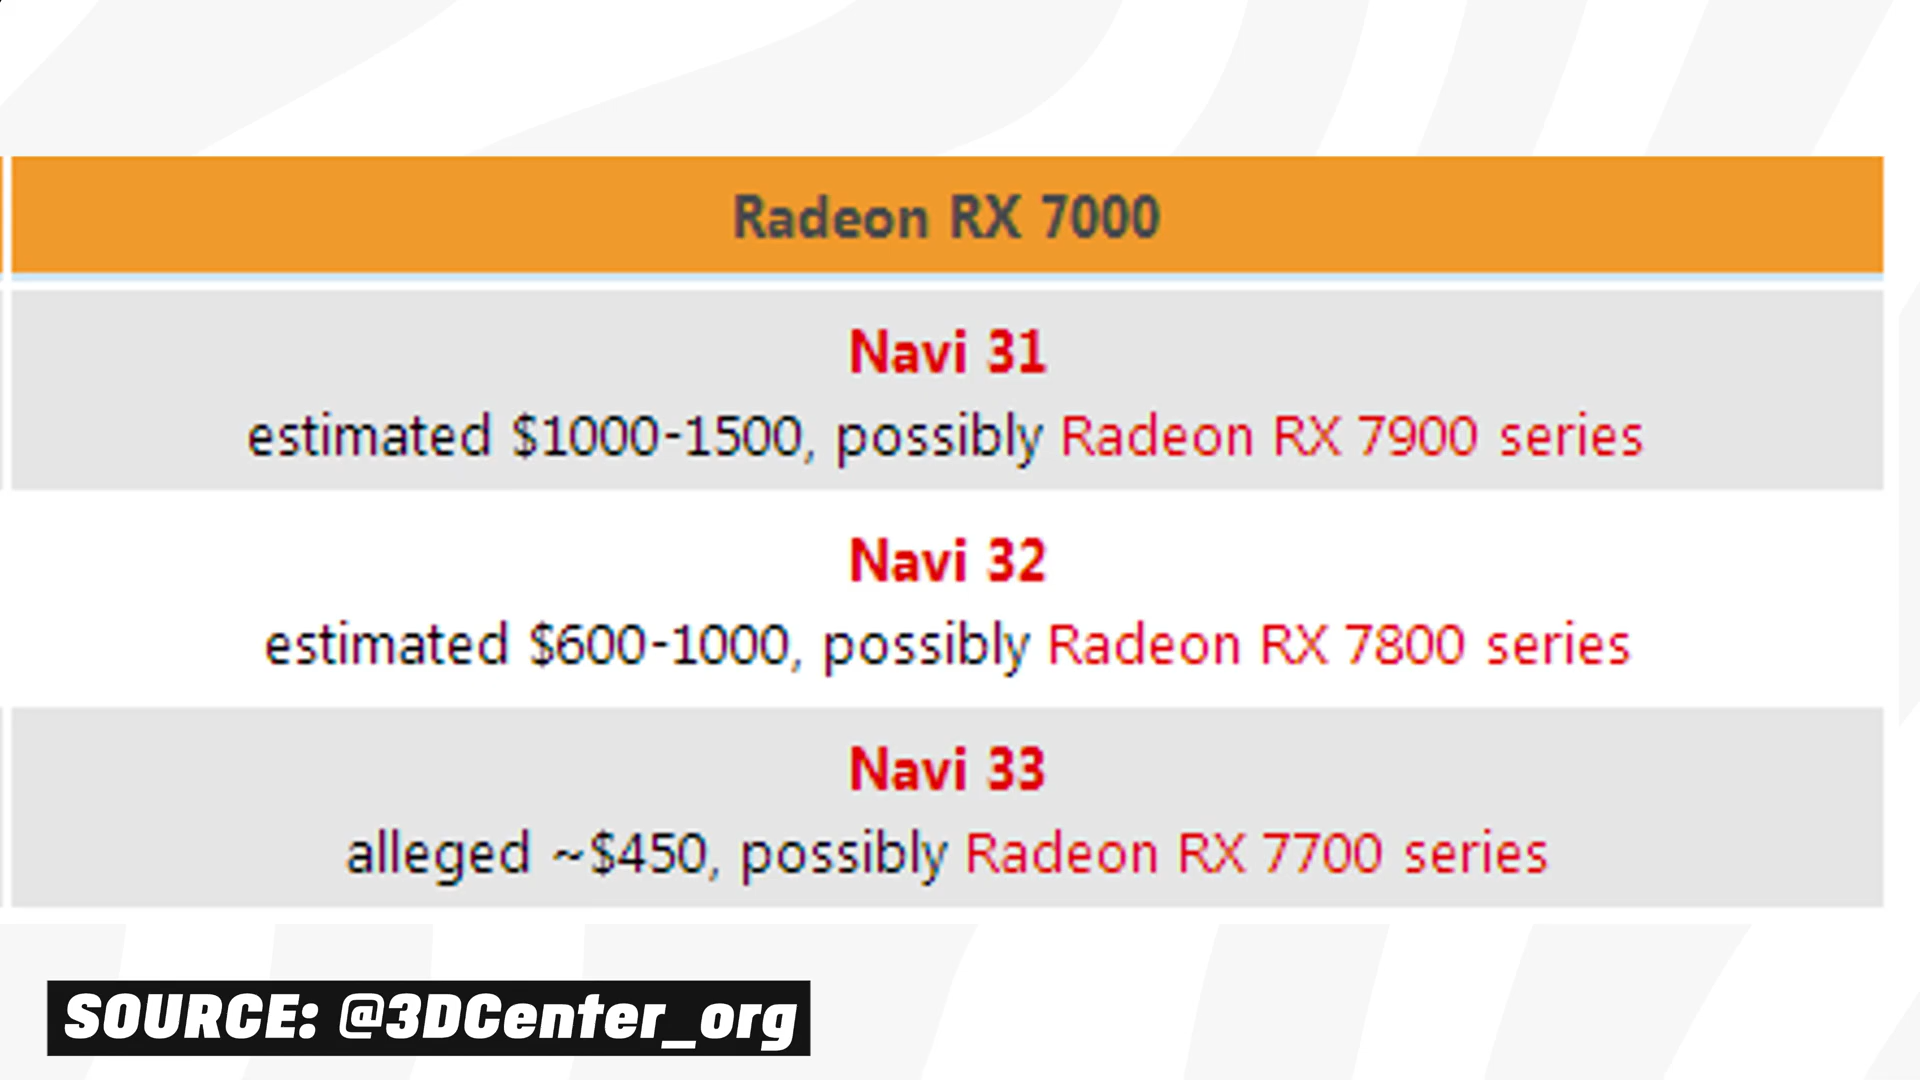 Radeon RX 7000
Navi 31
estimated $1000-1500, possibly Radeon RX 7900 series
Navi 32
estimated $600-1000, possibly Radeon RX 7800 series
Navi 33
alleged ~$450, possibly Radeon RX 7700 series
SOURCE: @3DCenter_org